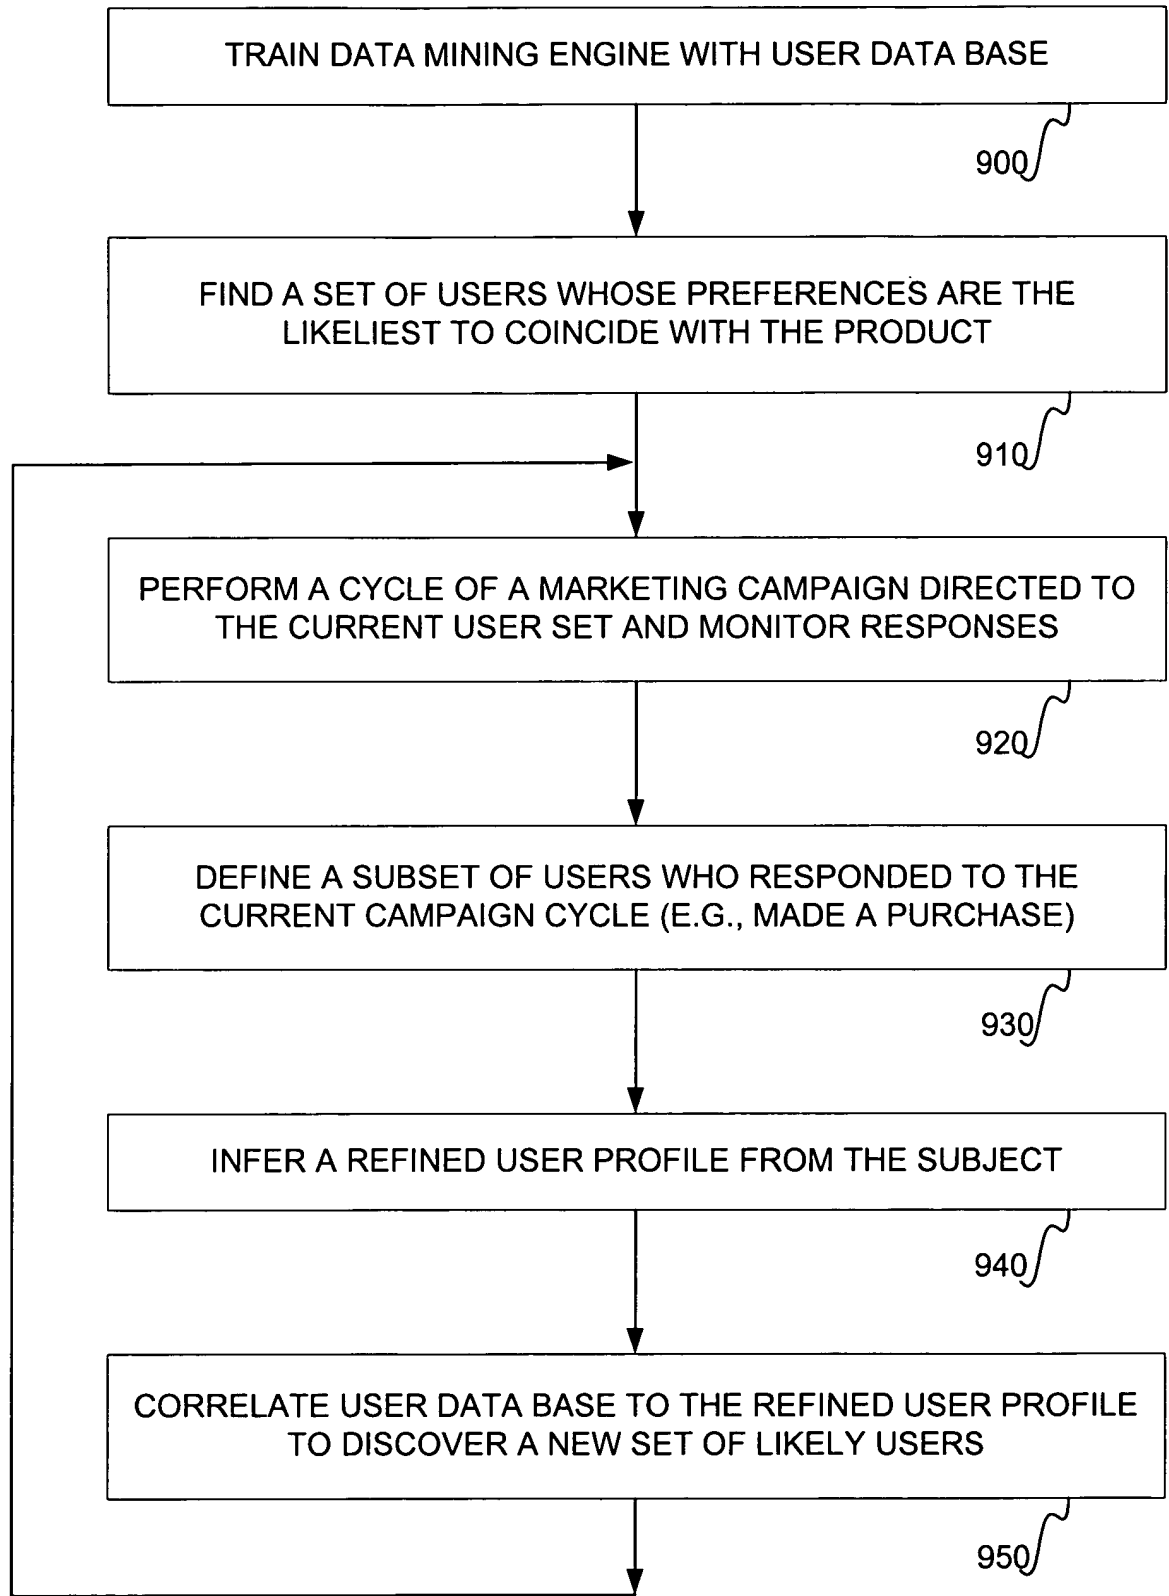 TRAIN DATA MINING ENGINE WITH USER DATA BASE
900
FIND A SET OF USERS WHOSE PREFERENCES ARE THE
LIKELIEST TO COINCIDE WITH THE PRODUCT
910
PERFORM A CYCLE OF A MARKETING CAMPAIGN DIRECTED TO
THE CURRENT USER SET AND MONITOR RESPONSES
920
DEFINE A SUBSET OF USERS WHO RESPONDED TO THE
CURRENT CAMPAIGN CYCLE (E.G., MADE A PURCHASE)
930
INFER A REFINED USER PROFILE FROM THE SUBJECT
940
CORRELATE USER DATA BASE TO THE REFINED USER PROFILE
TO DISCOVER A NEW SET OF LIKELY USERS
950